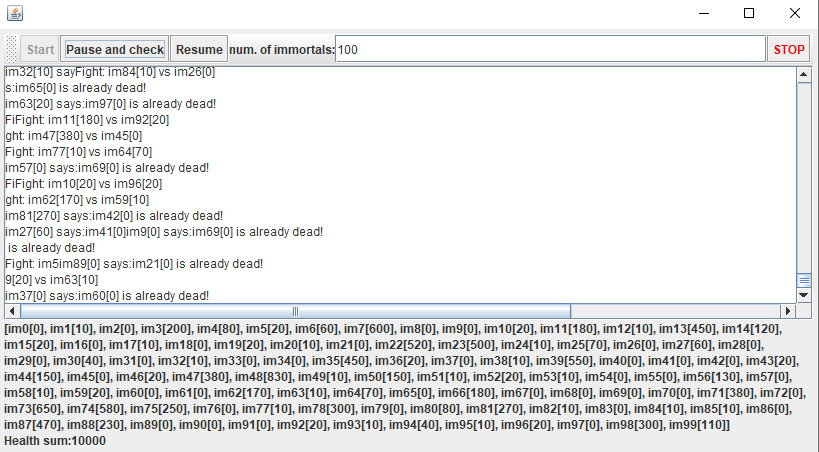 Start Pause and check Resume num. of immortals: 100 STOP
im32[10] sayFight: im84[10] vs im26[0]
s:im65[0] is already dead!
im63[20] says:im97[0] is already dead!
FiFight: im11[180] vs im92[20]
ght: im47[380] vs im45[0]
Fight: im77[10] vs im64[70]
im57[0] says:im69[0] is already dead!
FiFight: im10[20] vs im96[20]
ght: im62[170] vs im59[10]
im81[270] says:im42[0] is already dead!
im27[60] says:im41[0]im9[0] says:im69[0] is already dead!
is already dead!
Fight: im5im89[0] says:im21[0] is already dead!
9[20] vs im63[10]
im37[0] says:im60[0] is already dead!
[im0[0], im1[10], im2[0], im3[200], im4[80], im5[20], im6[60], im7[600], im8[0], im9[0], im10[20], im11[180], im12[10], im13[450], im14[120],
im15[20], im16[0], im17[10], im18[0], im19[20], im20[10], im21[0], im22[520], im23[500], im24[10], im25[70], im26[0], im27[60], im28[0],
im29[0], im30[40], im31[0], im32[10], im33[0], im34[0], im35[450], im36[20], im37[0], im38[10], im39[550], im40[0], im41[0], im42[0], im43[20],
im44[150], im45[0], im46[20], im47[380], im48[830], im49[10], im50[150], im51[10], im52[20], im53[10], im54[0], im55[0], im56[130], im57[0],
im58[10], im59[20], im60[0], im61[0], im62[170], im63[10], im64[70], im65[0], im66[180], im67[0], im68[0], im69[0], im70[0], im71[380], im72[0],
im73[650], im74[580], im75[250], im76[0], im77[10], im78[300], im79[0], im80[80], im81[270], im82[10], im83[0], im84[10], im85[10], im86[0],
im87[470], im88[230], im89[0], im90[0], im91[0], im92[20], im93[10], im94[40], im95[10], im96[20], im97[0], im98[300], im99[110]]
Health sum:10000